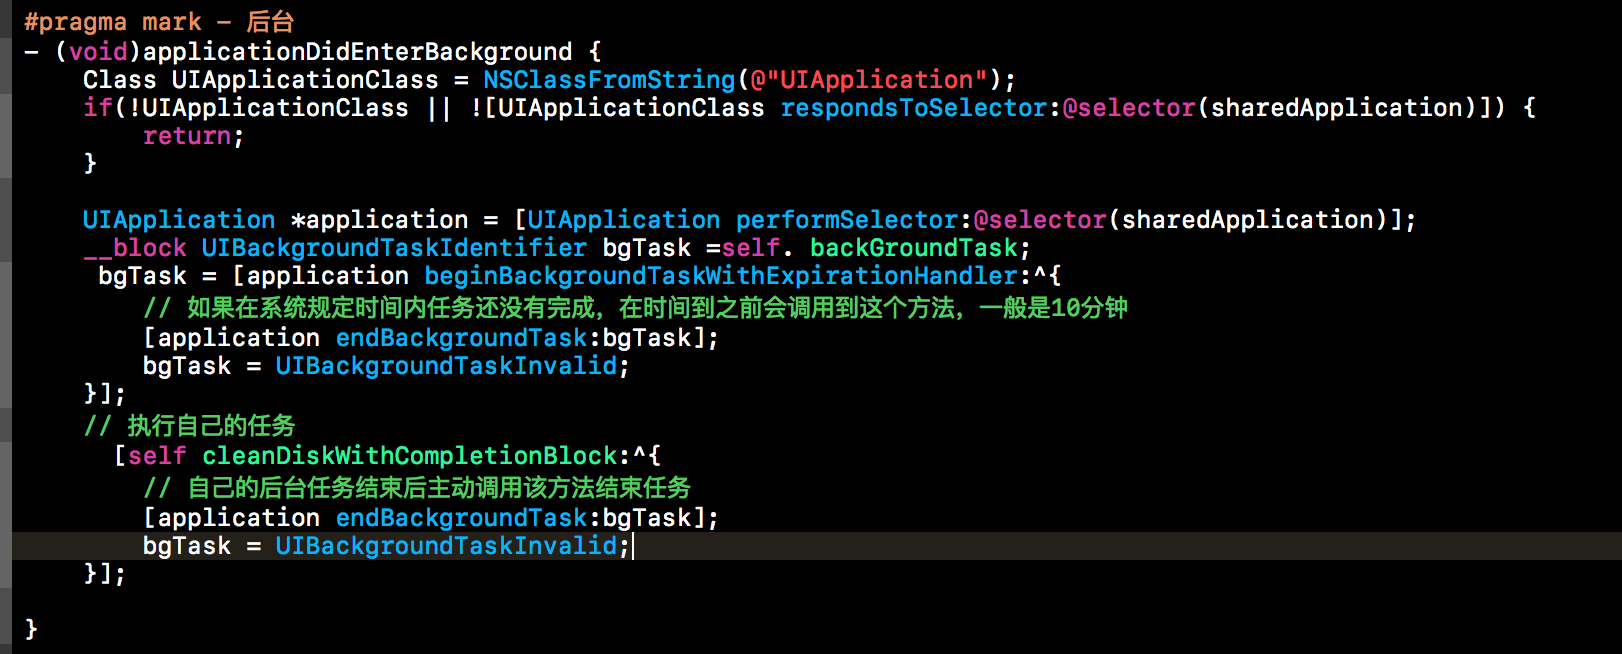 #pragma mark - 后台
- (void)applicationDidEnterBackground {
Class UIApplicationClass = NSClassFromString(@"UIApplication");
if(!UIApplicationClass || ![UIApplicationClass respondsToSelector:@selector(sharedApplication)]) {
return;
}
UIApplication *application = [UIApplication performSelector:@selector(sharedApplication)];
__block UIBackgroundTaskIdentifier bgTask =self. backGroundTask;
bgTask = [application beginBackgroundTaskWithExpirationHandler:^{
// 如果在系统规定时间内任务还没有完成，在时间到之前会调用到这个方法，一般是10分钟
[application endBackgroundTask:bgTask];
bgTask = UIBackgroundTaskInvalid;
}];
// 执行自己的任务
[self cleanDiskWithCompletionBlock:^{
// 自己的后台任务结束后主动调用该方法结束任务
[application endBackgroundTask:bgTask];
bgTask = UIBackgroundTaskInvalid;
}];
}